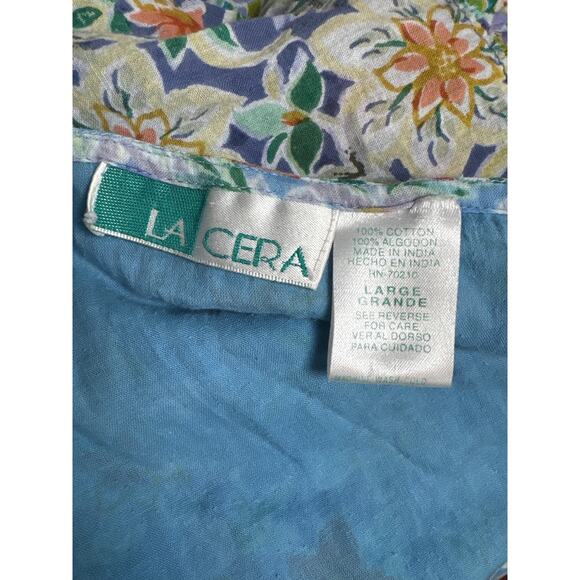 LA CERA
100% COTTON
100% ALGODON
MADE IN INDIA
HECHO EN INDIA
RN-70210
LARGE
GRANDE
SEE REVERSE
FOR CARE
VER AL DORSO
PARA CUIDADO